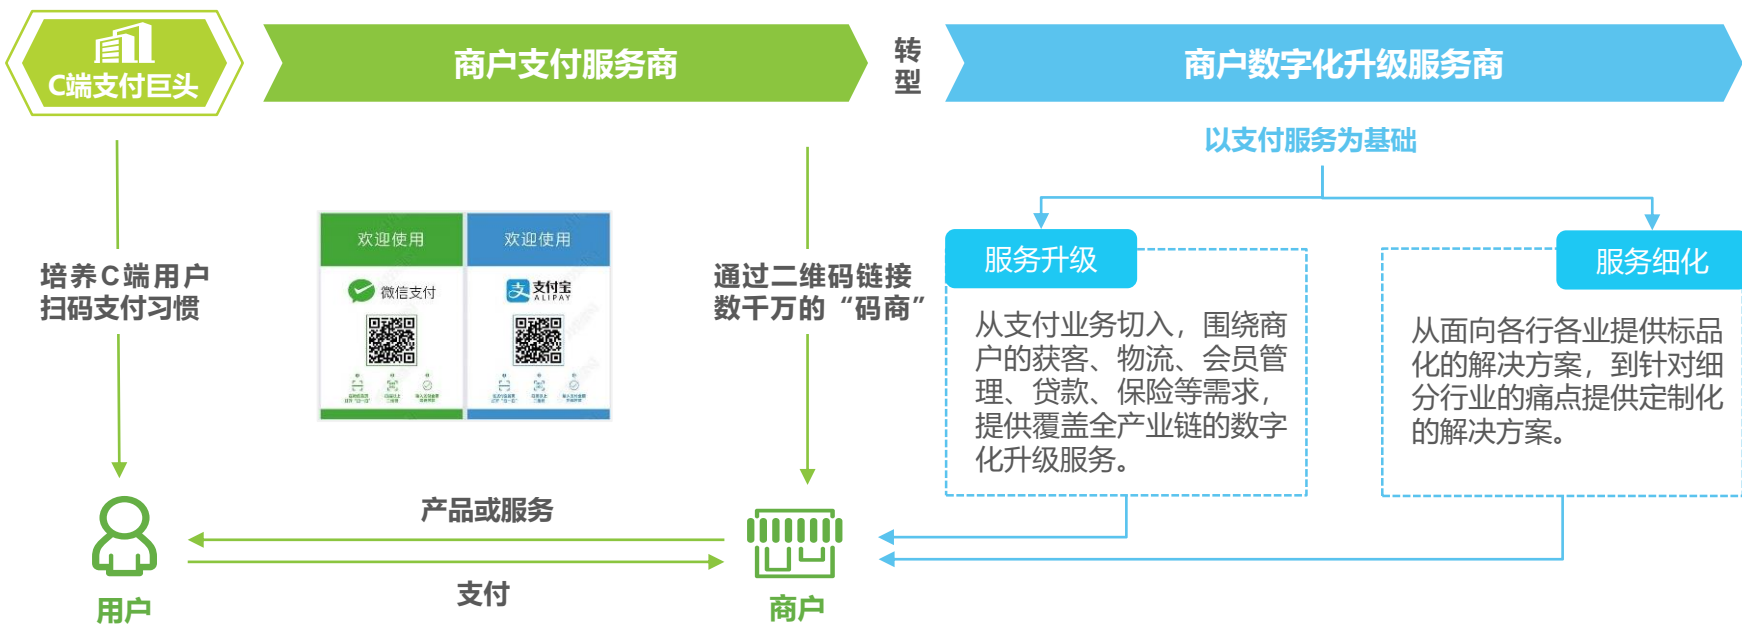 C端支付巨头
商户支付服务商
转
型
商户数字化升级服务商
以支付服务为基础
培养C端用户
扫码支付习惯
欢迎使用
微信支付
欢迎使用
支付宝
ALIPAY
通过二维码链接
数千万的“码商”
服务升级
从支付业务切入，围绕商
户的获客、物流、会员管
理、贷款、保险等需求，
提供覆盖全产业链的数字
化升级服务。
服务细化
从面向各行各业提供标品
化的解决方案，到针对细
分行业的痛点提供定制化
的解决方案。
产品或服务
支付
用户
商户